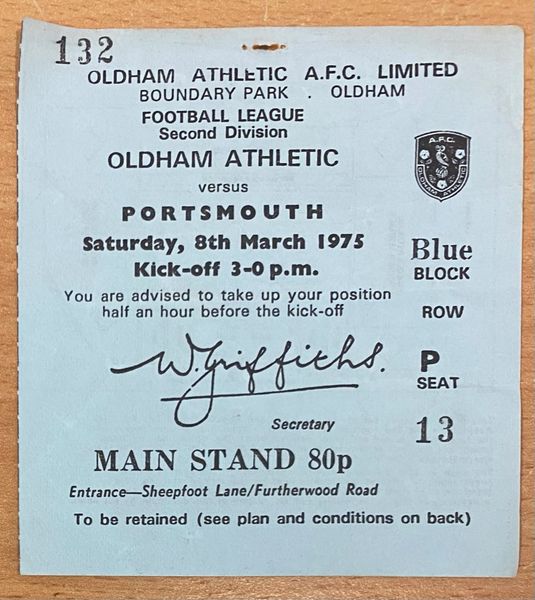 132
OLDHAM ATHLETIC A.F.C. LIMITED
BOUNDARY PARK . OLDHAM
FOOTBALL LEAGUE
Second Division
OLDHAM ATHLETIC
versus
PORTSMOUTH
Saturday, 8th March 1975
Kick-off 3-0 p.m.
You are advised to take up your position
half an hour before the kick-off
W. Griffiths.
Secretary
MAIN STAND 80p
Entrance—Sheepfoot Lane/Furtherwood Road
To be retained (see plan and conditions on back)
A.F.C.
OLDHAM ATHLETIC
Blue
BLOCK
ROW
P
SEAT
13